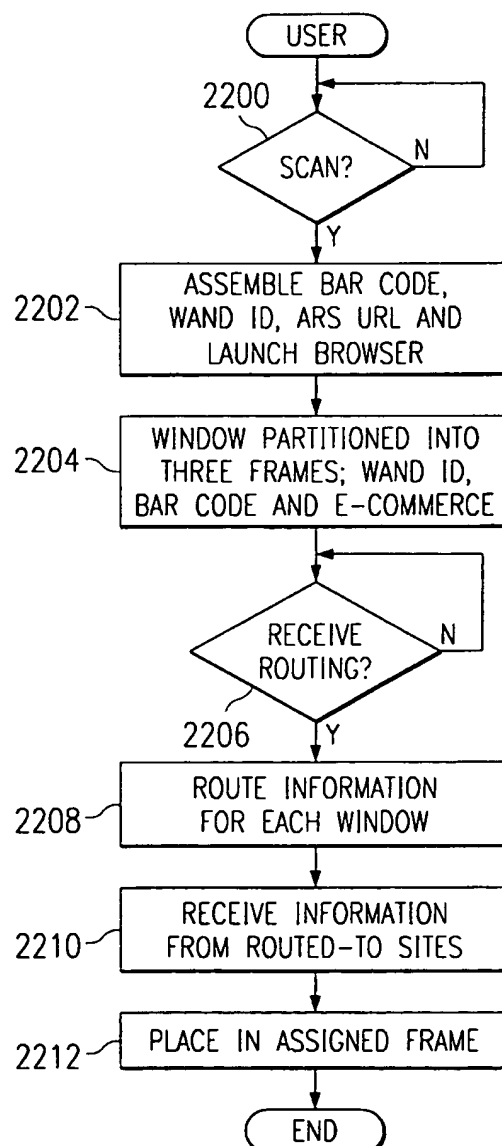 USER
2200
SCAN?
N
Y
2202
ASSEMBLE BAR CODE,
WAND ID, ARS URL AND
LAUNCH BROWSER
2204
WINDOW PARTITIONED INTO
THREE FRAMES; WAND ID,
BAR CODE AND E-COMMERCE
RECEIVE
ROUTING?
N
2206
Y
2208
ROUTE INFORMATION
FOR EACH WINDOW
2210
RECEIVE INFORMATION
FROM ROUTED-TO SITES
2212
PLACE IN ASSIGNED FRAME
END